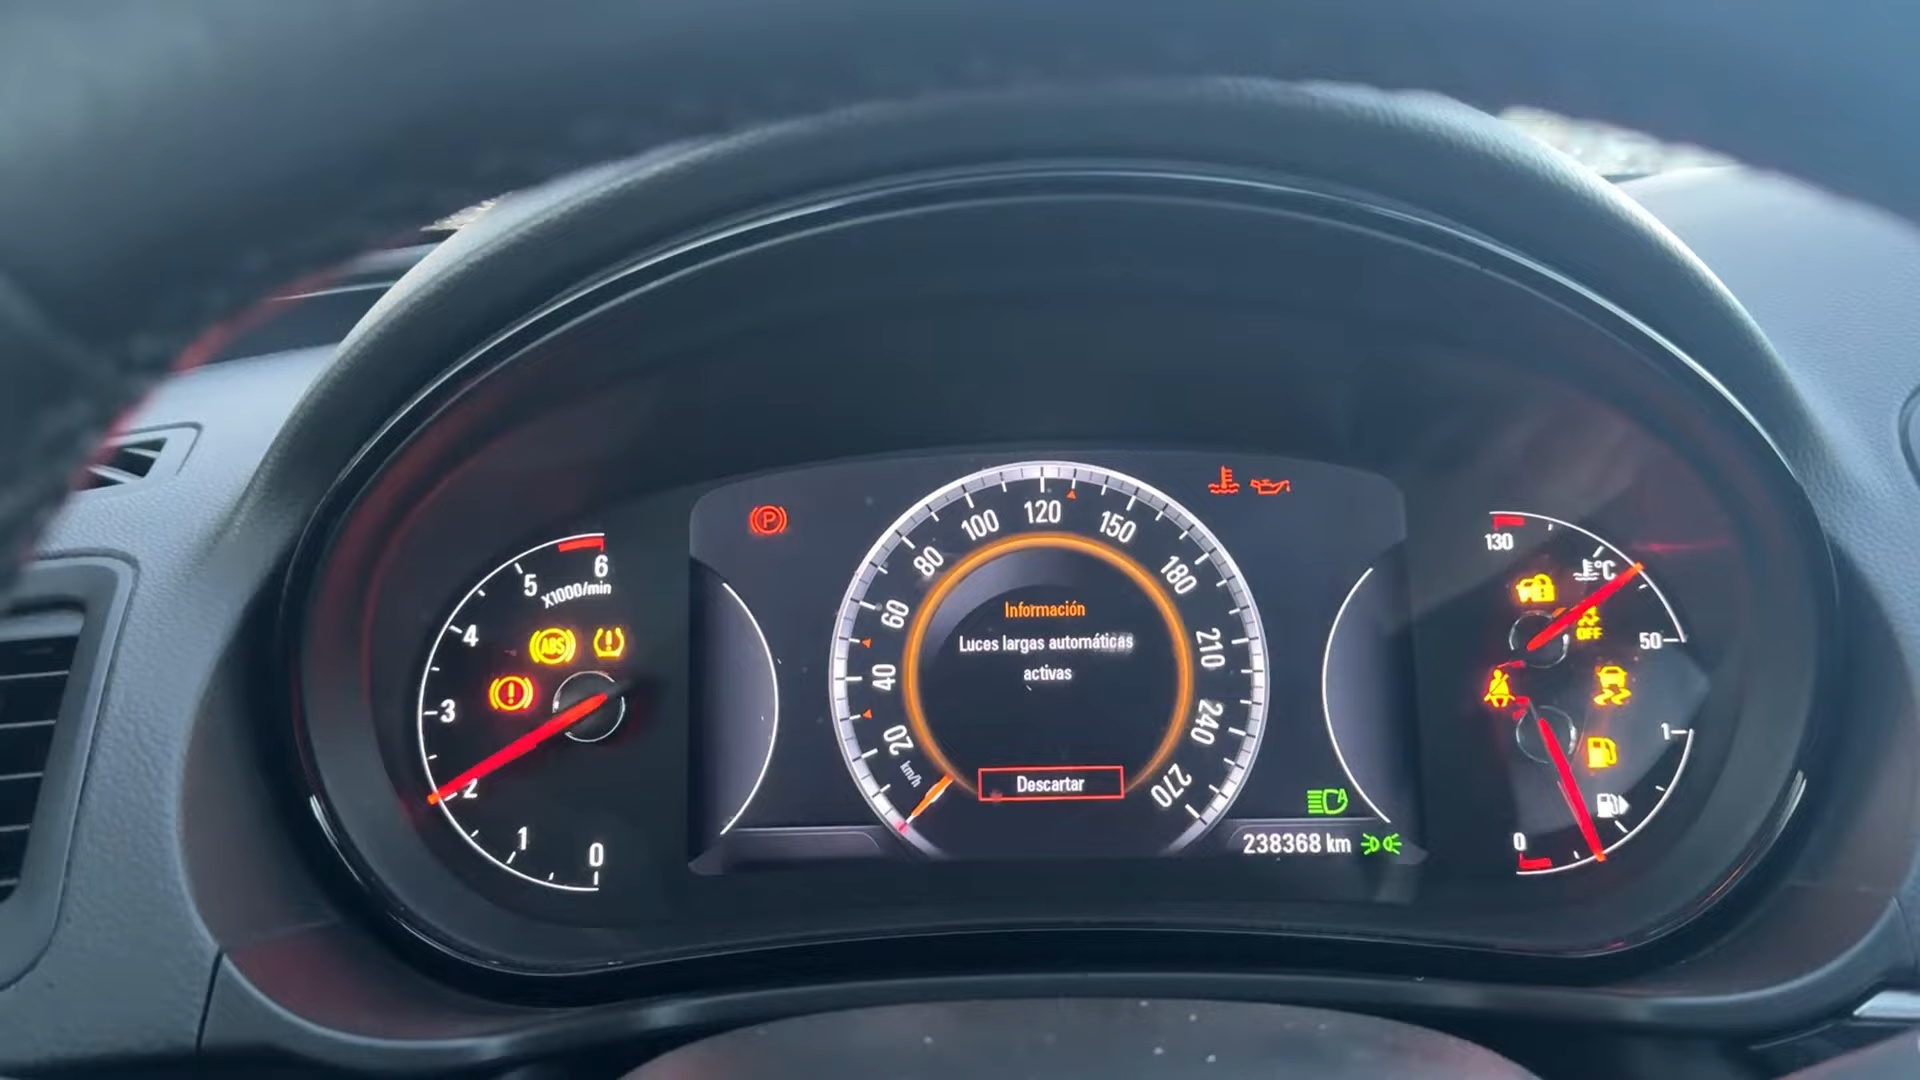 6
5
X1000/min
4
ABS
3
2
1
0
P
20
40
60
80
100
120
150
180
210
240
270
km/h
Información
Luces largas automáticas
activas
Descartar
A
238368 km
130
°C
OFF
50
1
0